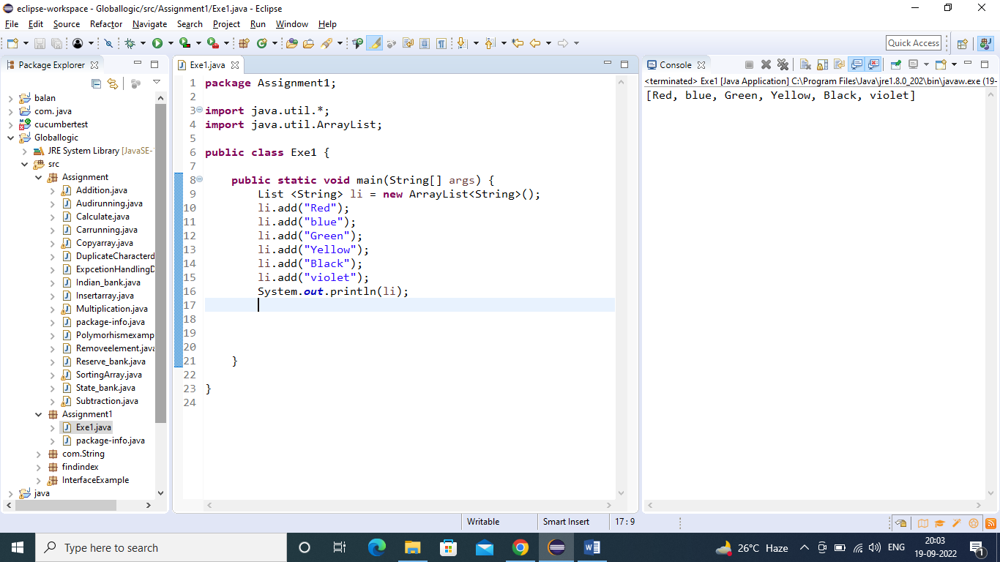 eclipse-workspace - Globallogic/src/Assignment1/Exe1.java - Eclipse
File Edit Source Refactor Navigate Search Project Run Window Help
Quick Access
Package Explorer
balan
com. java
cucumbertest
Globallogic
JRE System Library [JavaSE-
src
Assignment
Addition.java
Audirunning.java
Calculate.java
Carrunning.java
Copyarray.java
DuplicateCharacterd
ExpcetionHandlingD
Indian_bank.java
Insertarray.java
Multiplication.java
package-info.java
Polymorhismexamp
Removeelement.java
Reserve_bank.java
SortingArray.java
State_bank.java
Subtraction.java
Assignment1
Exe1.java
package-info.java
com.String
findindex
InterfaceExample
java
Exe1.java
1 package Assignment1;
2
3 import java.util.*;
4 import java.util.ArrayList;
5
6 public class Exe1 {
7
8 public static void main(String[] args) {
9 List <String> li = new ArrayList<String>();
10 li.add("Red");
11 li.add("blue");
12 li.add("Green");
13 li.add("Yellow");
14 li.add("Black");
15 li.add("violet");
16 System.out.println(li);
17
18
19
20
21 }
22
23 }
24
Console
<terminated> Exe1 [Java Application] C:\Program Files\Java\jre1.8.0_202\bin\javaw.exe (19-
[Red, blue, Green, Yellow, Black, violet]
Writable Smart Insert 17 : 9
Type here to search
26°C Haze
ENG
20:03
19-09-2022
1